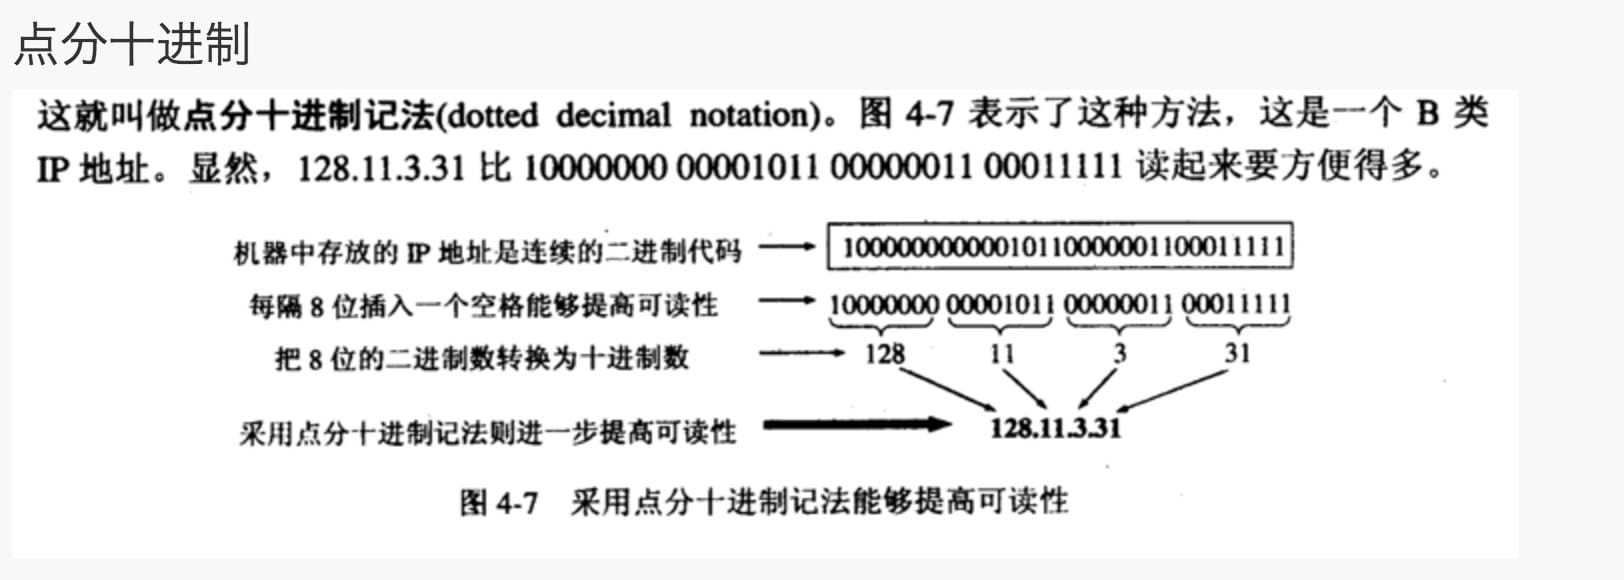 点分十进制
这就叫做点分十进制记法(dotted decimal notation)。图 4-7 表示了这种方法，这是一个 B 类
IP 地址。显然，128.11.3.31 比 10000000 00001011 00000011 00011111 读起来要方便得多。
机器中存放的 IP 地址是连续的二进制代码
10000000000010110000001100011111
每隔 8 位插入一个空格能够提高可读性
10000000 00001011 00000011 00011111
把 8 位的二进制数转换为十进制数
128 11 3 31
采用点分十进制记法则进一步提高可读性
128.11.3.31
图 4-7 采用点分十进制记法能够提高可读性